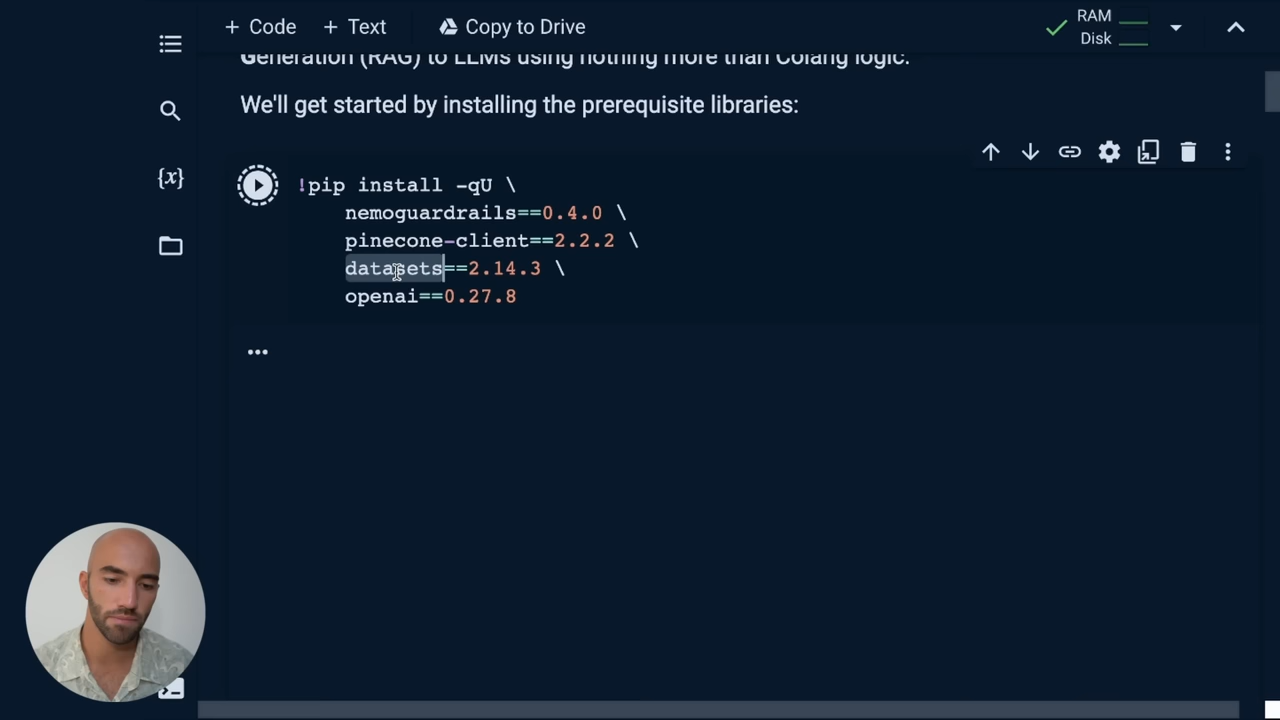 + Code + Text Copy to Drive
RAM
Disk
Generation (RAG) to LLMs using nothing more than Colang logic.
We'll get started by installing the prerequisite libraries:
{x}
!pip install -qU \
nemoguardrails==0.4.0 \
pinecone-client==2.2.2 \
datasets==2.14.3 \
openai==0.27.8